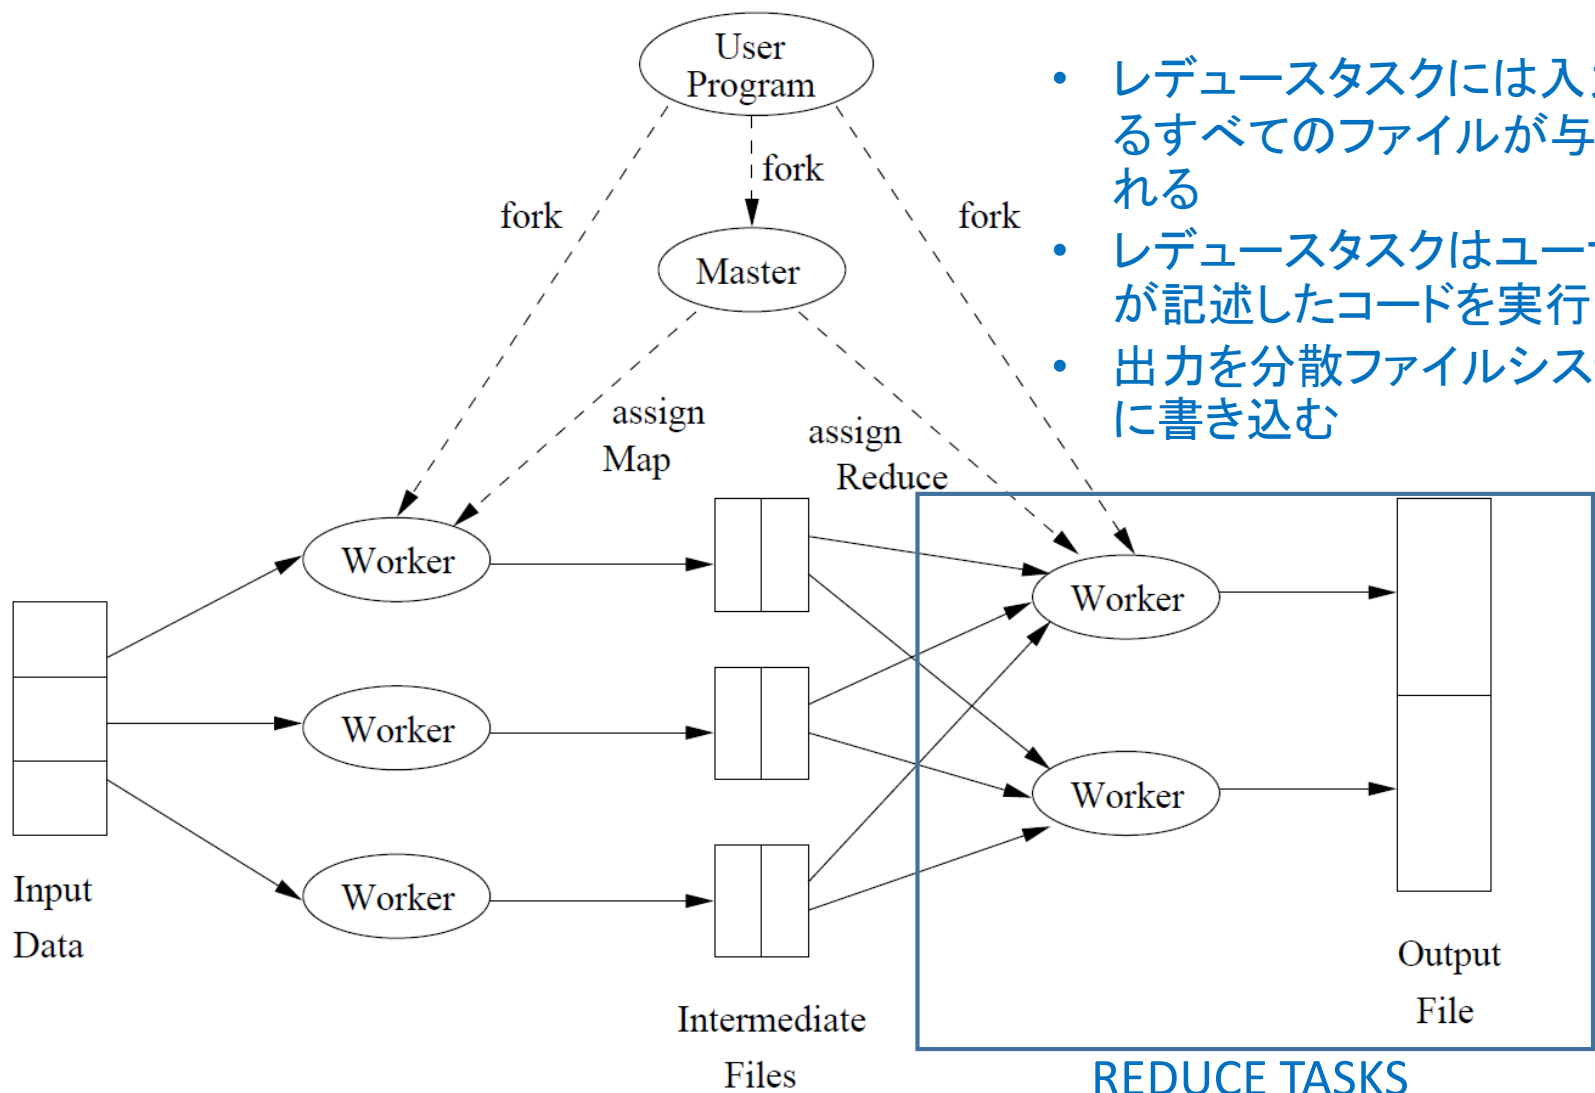 User
Program
• レデュースタスクには入
るすべてのファイルが与
れる
• レデュースタスクはユー
が記述したコードを実行
• 出力を分散ファイルシス
に書き込む
fork
fork
fork
Master
assign
Map
assign
Reduce
Worker
Worker
Worker
Worker
Worker
Input
Data
Intermediate
Files
Output
File
REDUCE TASKS